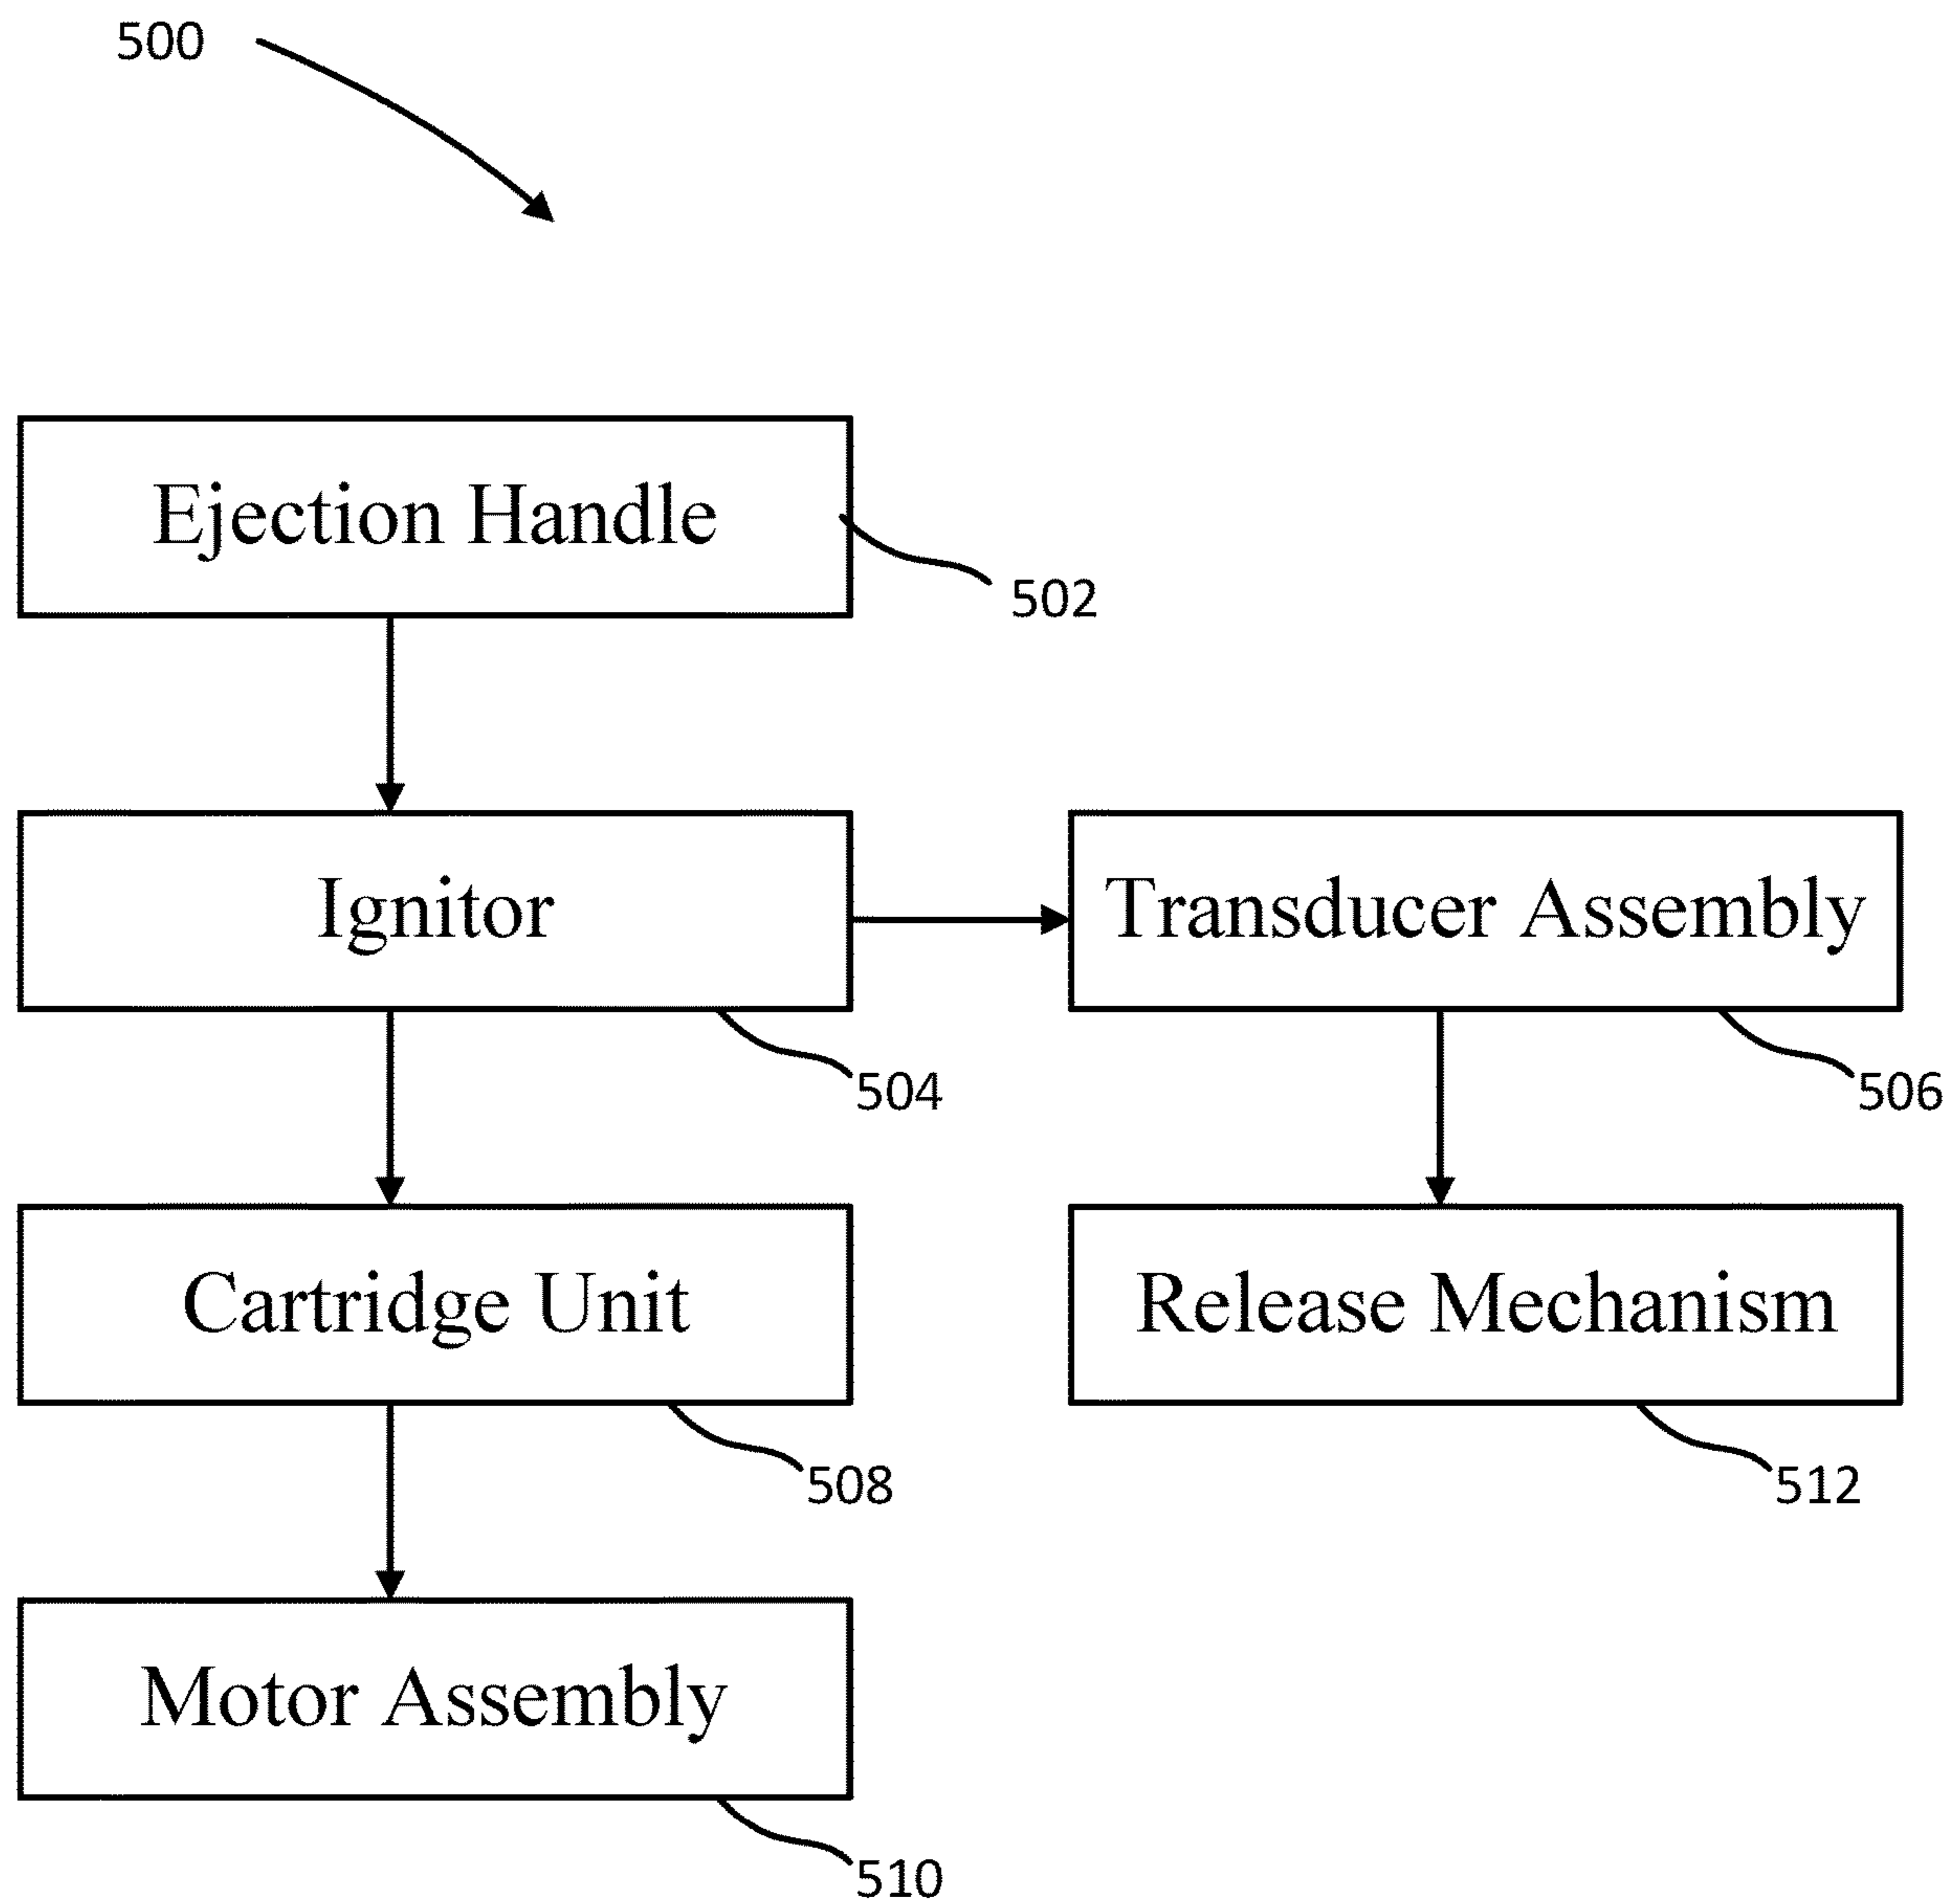 500
Ejection Handle
502
Ignitor
504
Transducer Assembly
506
Cartridge Unit
508
Release Mechanism
512
Motor Assembly
510